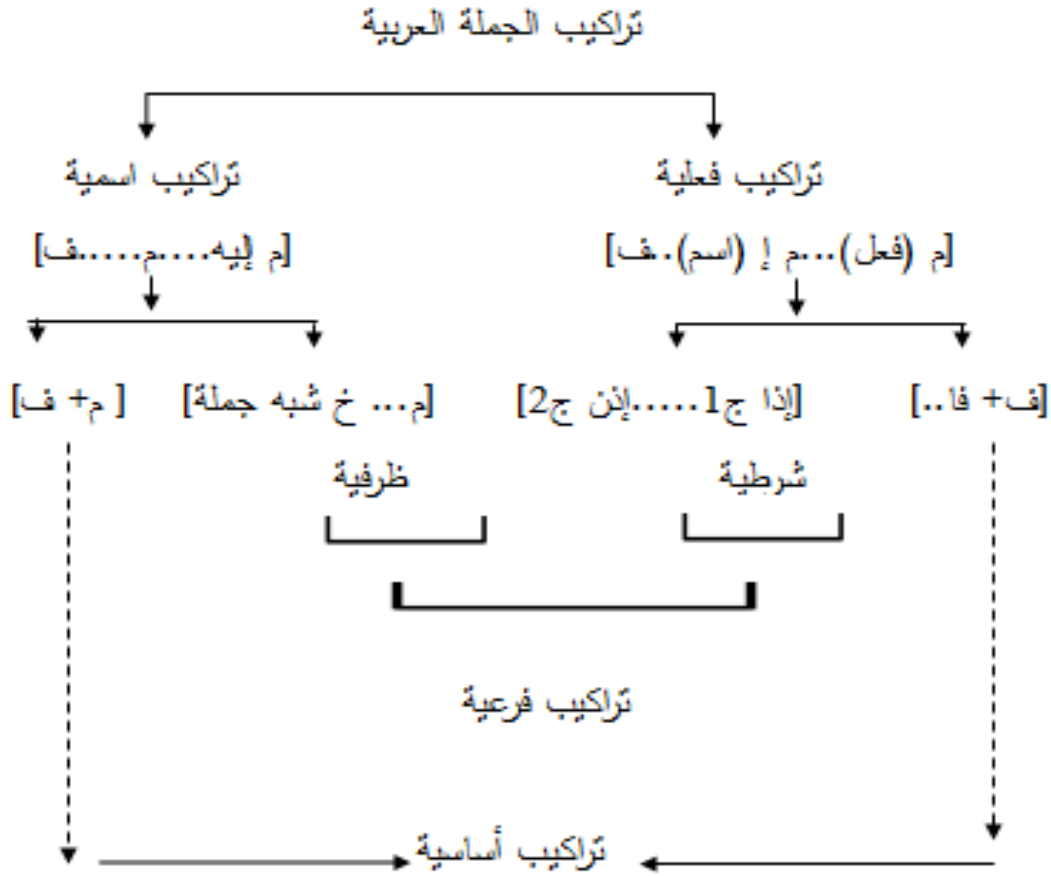 تراكيب الجملة العربية
تراكيب فعلية
تراكيب اسمية
[م (فعل)...م إ (اسم)..ف]
[م إليه....م.....ف]
[ف+ فا..]
[إذا ج1.....إذن ج2]
[م... خ شبه جملة]
[م+ ف]
شرطية
ظرفية
تراكيب فرعية
تراكيب أساسية